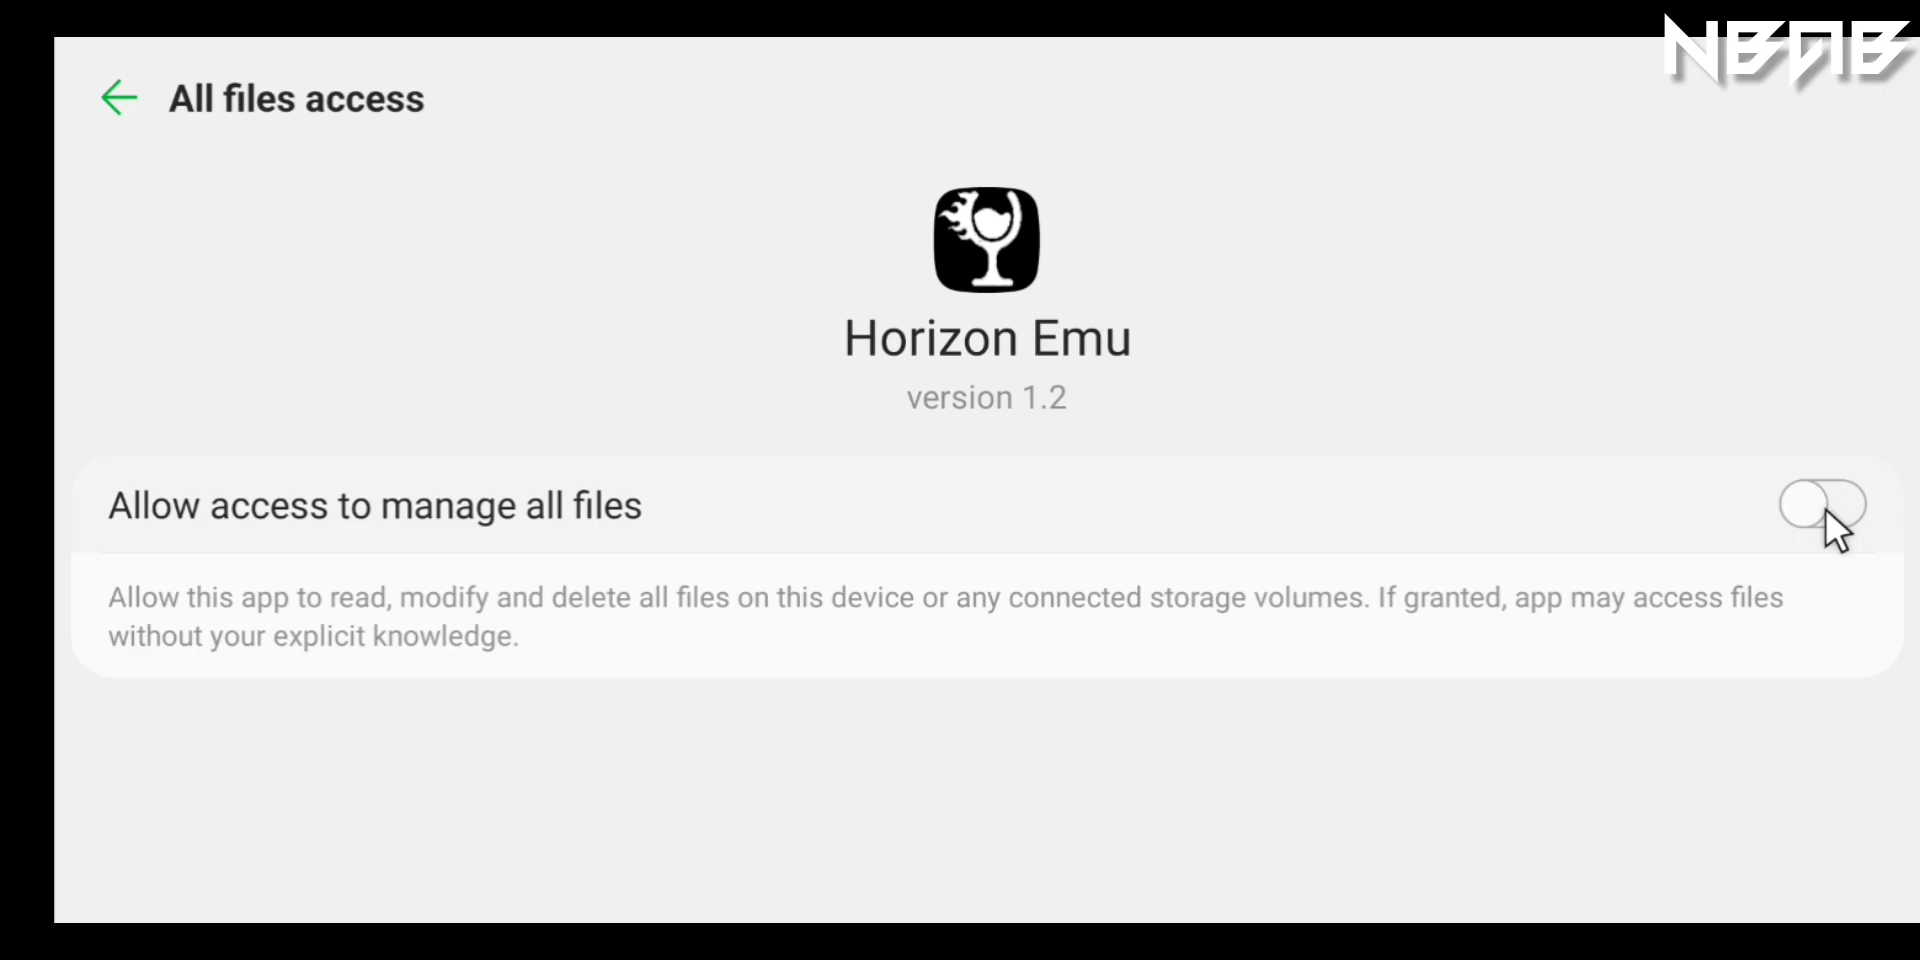 NBAB
All files access
Horizon Emu
version 1.2
Allow access to manage all files
Allow this app to read, modify and delete all files on this device or any connected storage volumes. If granted, app may access files
without your explicit knowledge.